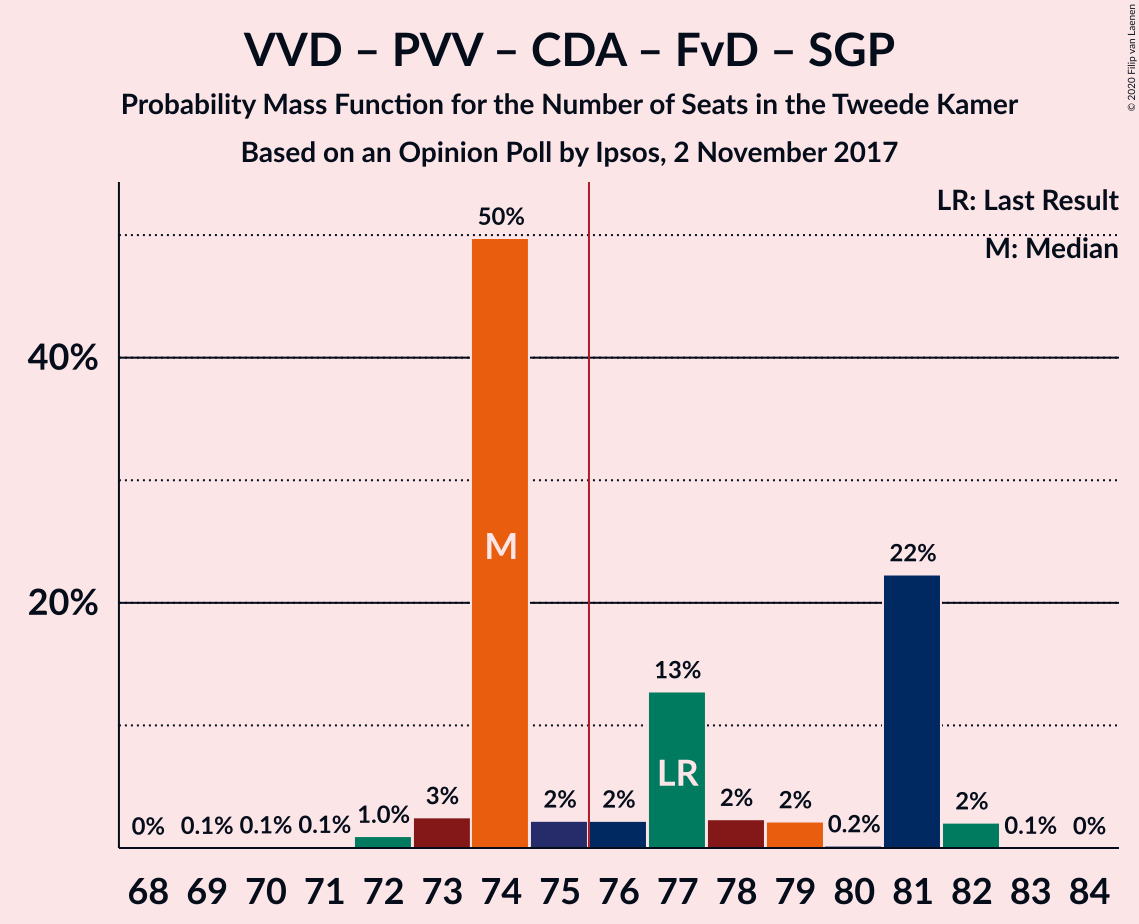 VVD – PVV – CDA – FvD – SGP
Probability Mass Function for the Number of Seats in the Tweede Kamer
Based on an Opinion Poll by Ipsos, 2 November 2017
© 2020 Filip van Laenen
LR: Last Result
M: Median
50%
40%
M
22%
20%
13%
LR
0% 0.1% 0.1% 0.1% 1.0% 3% 2% 2% 2% 2% 0.2% 2% 0.1% 0%
68 69 70 71 72 73 74 75 76 77 78 79 80 81 82 83 84